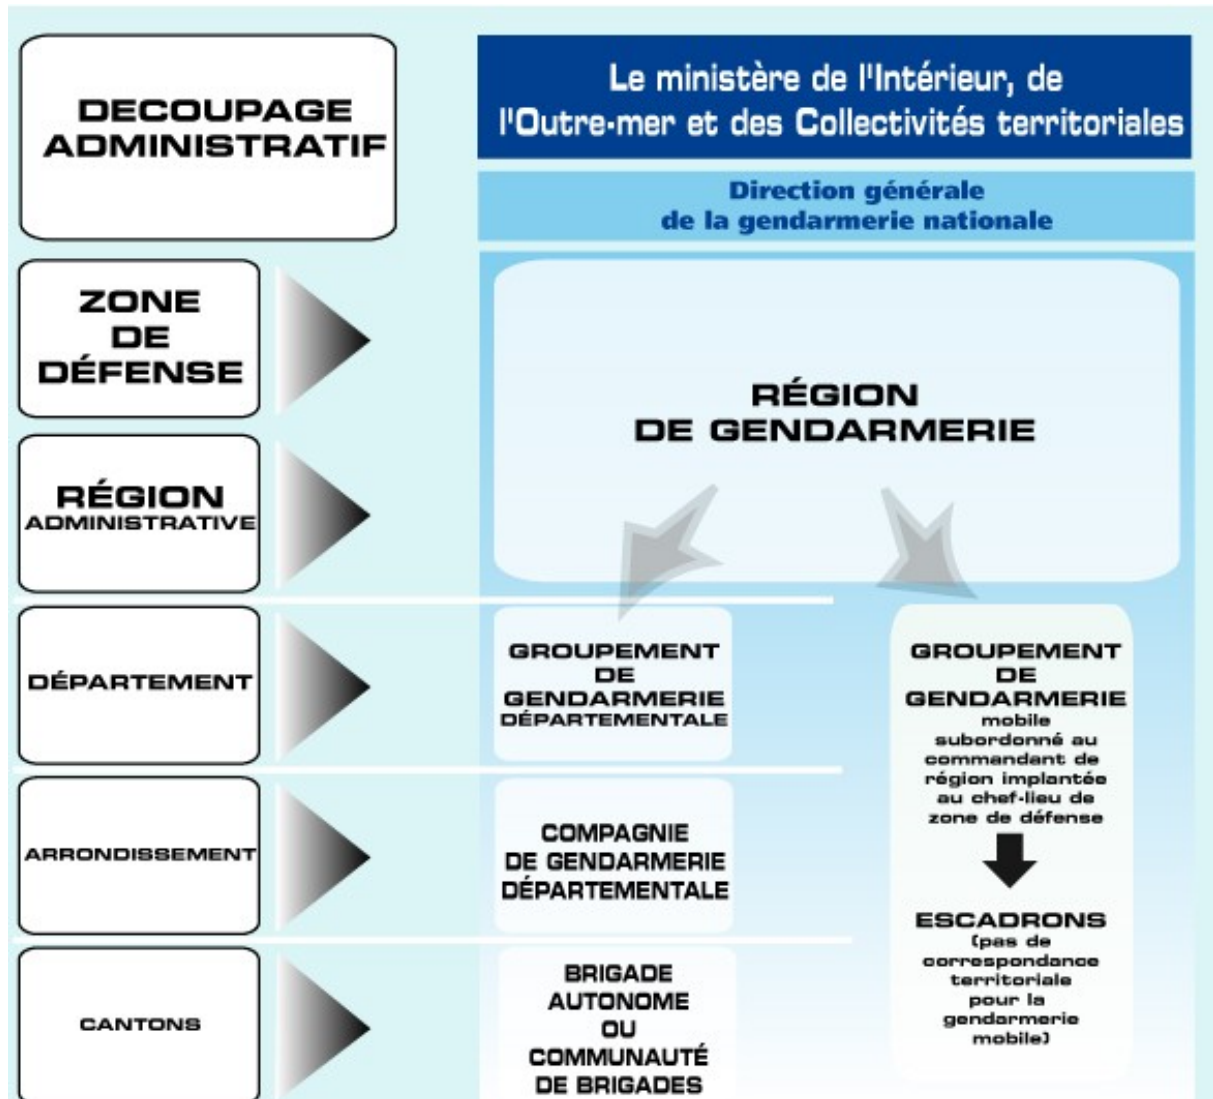 DECOUPAGE
ADMINISTRATIF
Le ministère de l'Intérieur, de
l'Outre-mer et des Collectivités territoriales
Direction générale
de la gendarmerie nationale
ZONE
DE
DÉFENSE
RÉGION
DE GENDARMERIE
RÉGION
ADMINISTRATIVE
DÉPARTEMENT
GROUPEMENT
DE
GENDARMERIE
DÉPARTEMENTALE
GROUPEMENT
DE
GENDARMERIE
mobile
subordonné au
commandant de
région implantée
au chef-lieu de
zone de défense
ARRONDISSEMENT
COMPAGNIE
DE GENDARMERIE
DÉPARTEMENTALE
ESCADRONS
(pas de
correspondance
territoriale
pour la
gendarmerie
mobile)
CANTONS
BRIGADE
AUTONOME
OU
COMMUNAUTÉ
DE BRIGADES